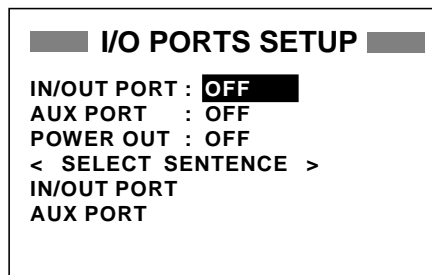 I/O PORTS SETUP
IN/OUT PORT : OFF
AUX PORT : OFF
POWER OUT : OFF
< SELECT SENTENCE >
IN/OUT PORT
AUX PORT